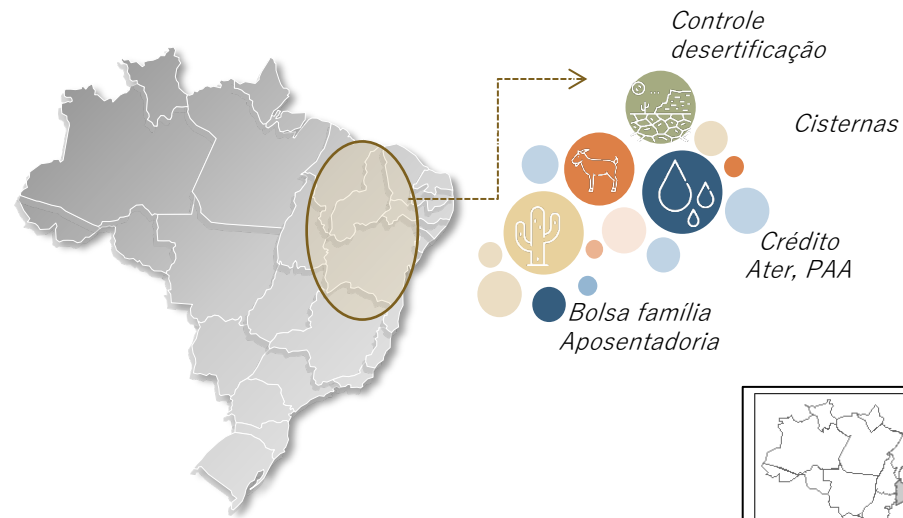 Controle
desertificação
Cisternas
Crédito
Ater, PAA
Bolsa família
Aposentadoria